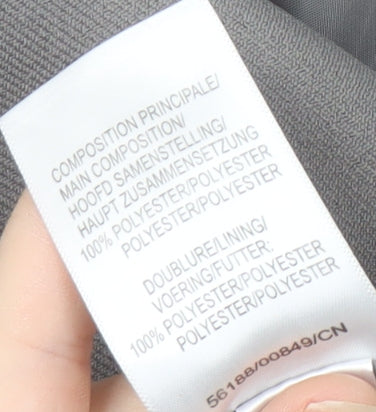 COMPOSITION PRINCIPALE/
MAIN COMPOSITION/
HOOFD SAMENSTELLING/
HAUPT ZUSAMMENSETZUNG
100% POLYESTER/POLYESTER
POLYESTER/POLYESTER
DOUBLURE/LINING/
VOERING/FUTTER:
100% POLYESTER/POLYESTER
POLYESTER/POLYESTER
56188/00849/CN